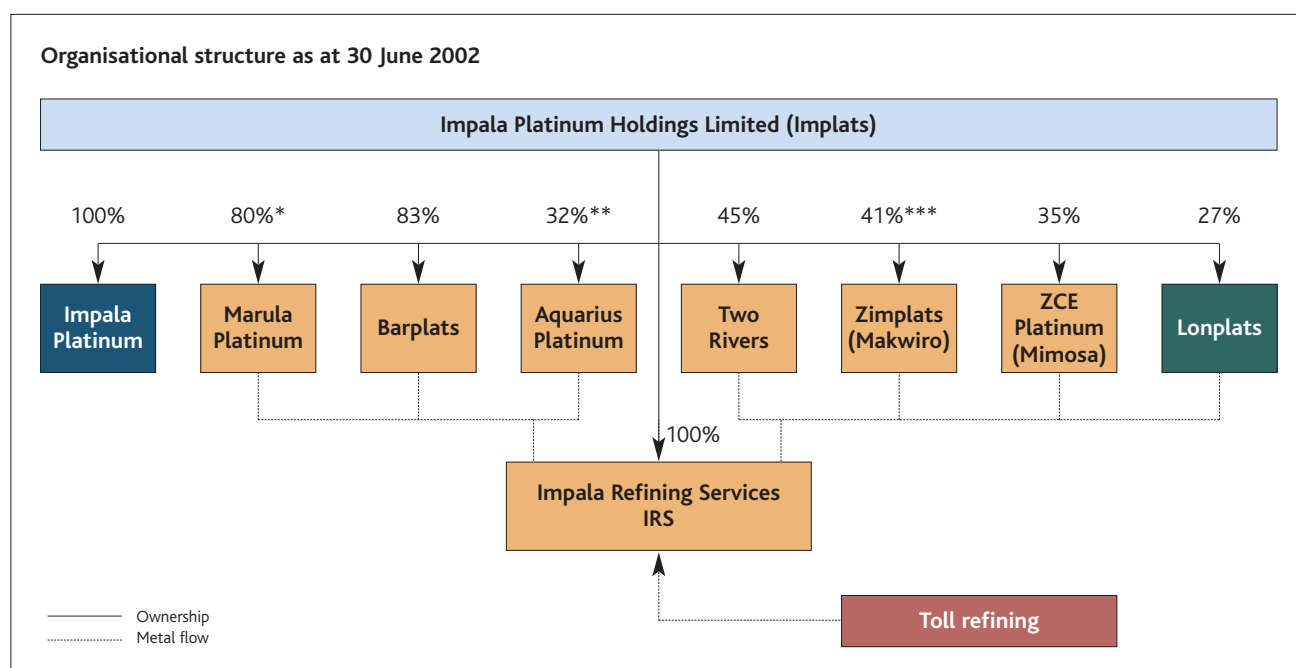 Organisational structure as at 30 June 2002
Impala Platinum Holdings Limited (Implats)
100%
80%*
83%
32%**
45%
41%***
35%
27%
Impala
Platinum
Marula
Platinum
Barplats
Aquarius
Platinum
Two
Rivers
Zimplats
(Makwiro)
ZCE
Platinum
(Mimosa)
Lonplats
100%
Impala Refining Services
IRS
Toll refining
Ownership
Metal flow